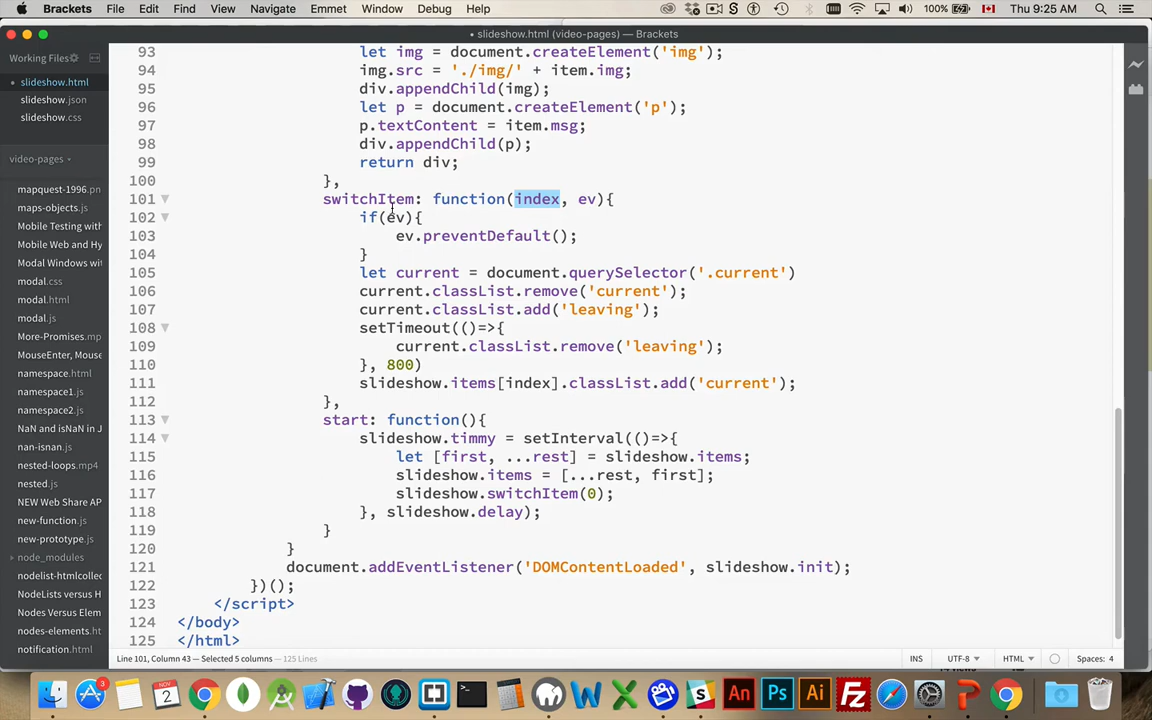 Brackets File Edit Find View Navigate Emmet Window Debug Help 100% Thu 9:25 AM
• slideshow.html (video-pages) — Brackets
Working Files
slideshow.html
slideshow.json
slideshow.css
video-pages
mapquest-1996.pn
maps-objects.js
Mobile Testing with
Mobile Web and Hy
Modal Windows wit
modal.css
modal.html
modal.js
More-Promises.mp
MouseEnter, Mouse
namespace.html
namespace1.js
namespace2.js
NaN and isNaN in J
nan-isnan.js
nested-loops.mp4
nested.js
NEW Web Share AP
new-function.js
new-prototype.js
node_modules
nodelist-htmlcollec
NodeLists versus H
Nodes Versus Elem
nodes-elements.ht
notification.html
93 let img = document.createElement('img');
94 img.src = './img/' + item.img;
95 div.appendChild(img);
96 let p = document.createElement('p');
97 p.textContent = item.msg;
98 div.appendChild(p);
99 return div;
100 },
101 switchItem: function(index, ev){
102 if(ev){
103 ev.preventDefault();
104 }
105 let current = document.querySelector('.current')
106 current.classList.remove('current');
107 current.classList.add('leaving');
108 setTimeout(()=>{
109 current.classList.remove('leaving');
110 }, 800)
111 slideshow.items[index].classList.add('current');
112 },
113 start: function(){
114 slideshow.timmy = setInterval(()=>{
115 let [first, ...rest] = slideshow.items;
116 slideshow.items = [...rest, first];
117 slideshow.switchItem(0);
118 }, slideshow.delay);
119 }
120 }
121 document.addEventListener('DOMContentLoaded', slideshow.init);
122 })();
123 </script>
124 </body>
125 </html>
Line 101, Column 43 — Selected 5 columns — 125 Lines INS UTF-8 HTML Spaces: 4
3 NOV 2 An Ps Ai Fz